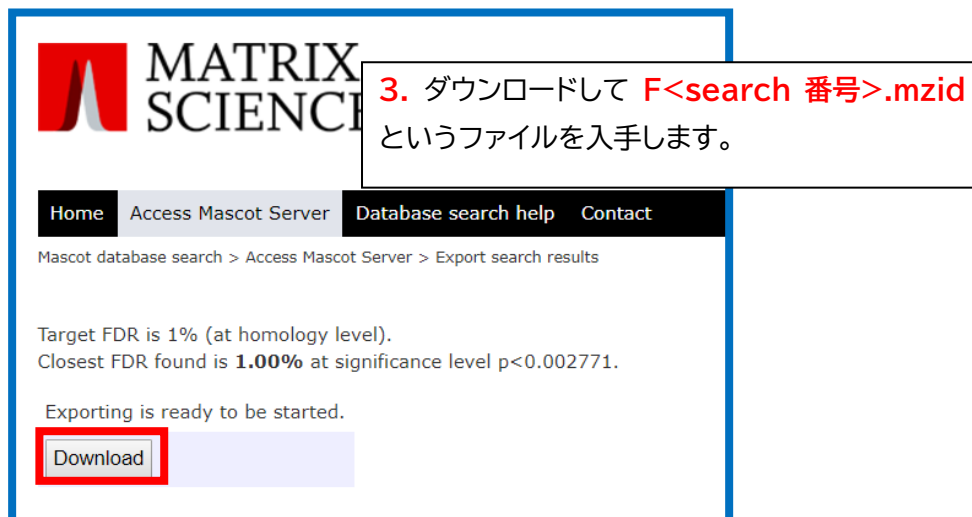 MATRIX
SCIENCE
3. ダウンロードして F<search 番号>.mzid
というファイルを入手します。
Home Access Mascot Server Database search help Contact
Mascot database search > Access Mascot Server > Export search results
Target FDR is 1% (at homology level).
Closest FDR found is 1.00% at significance level p<0.002771.
Exporting is ready to be started.
Download